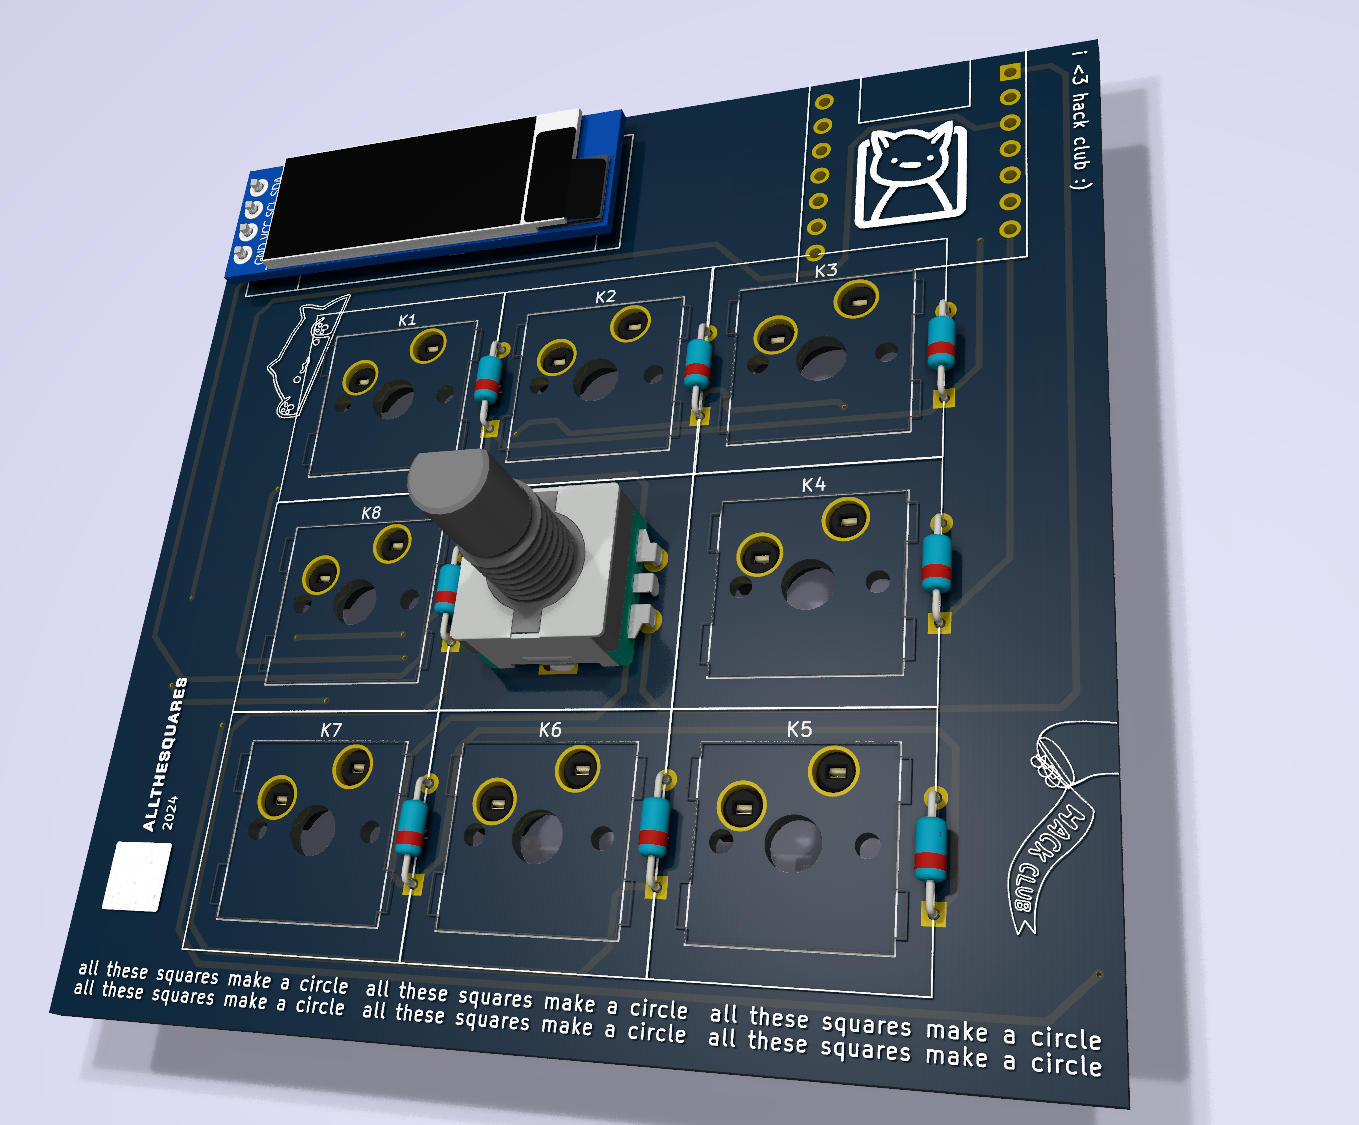 i <3 hack club :)
GND VCC SCL SDA
K1
K2
K3
K8
K4
K7
K6
K5
ALLTHESQUARES
2024
HACK CLUB
all these squares make a circle all these squares make a circle all these squares make a circle
all these squares make a circle all these squares make a circle all these squares make a circle